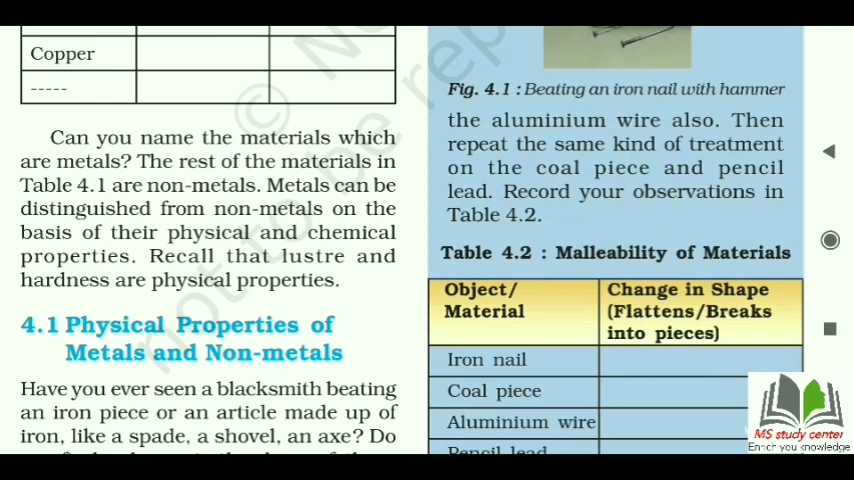 Copper
-----
Can you name the materials which
are metals? The rest of the materials in
Table 4.1 are non-metals. Metals can be
distinguished from non-metals on the
basis of their physical and chemical
properties. Recall that lustre and
hardness are physical properties.
4.1 Physical Properties of
Metals and Non-metals
Have you ever seen a blacksmith beating
an iron piece or an article made up of
iron, like a spade, a shovel, an axe? Do
Fig. 4.1 : Beating an iron nail with hammer
the aluminium wire also. Then
repeat the same kind of treatment
on the coal piece and pencil
lead. Record your observations in
Table 4.2.
Table 4.2 : Malleability of Materials
Object/
Material
Change in Shape
(Flattens/Breaks
into pieces)
Iron nail
Coal piece
Aluminium wire
Pencil lead
© not to be rep
MS study center
Enrich you knowledge